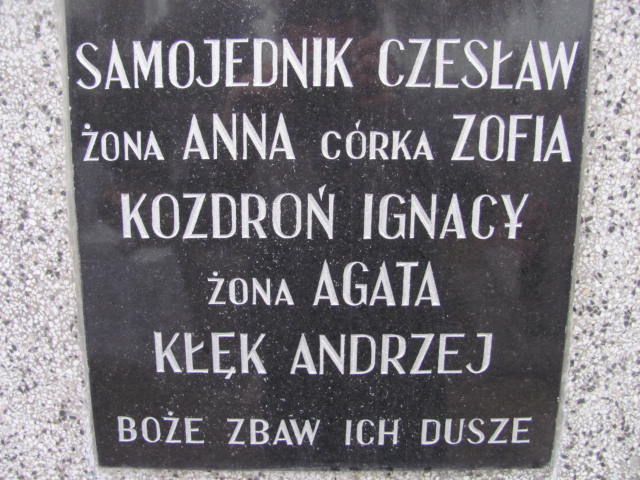 SAMOJEDNIK CZESŁAW
ŻONA ANNA CÓRKA ZOFIA
KOZDROŃ IGNACY
ŻONA AGATA
KŁĘK ANDRZEJ
BOŻE ZBAW ICH DUSZE